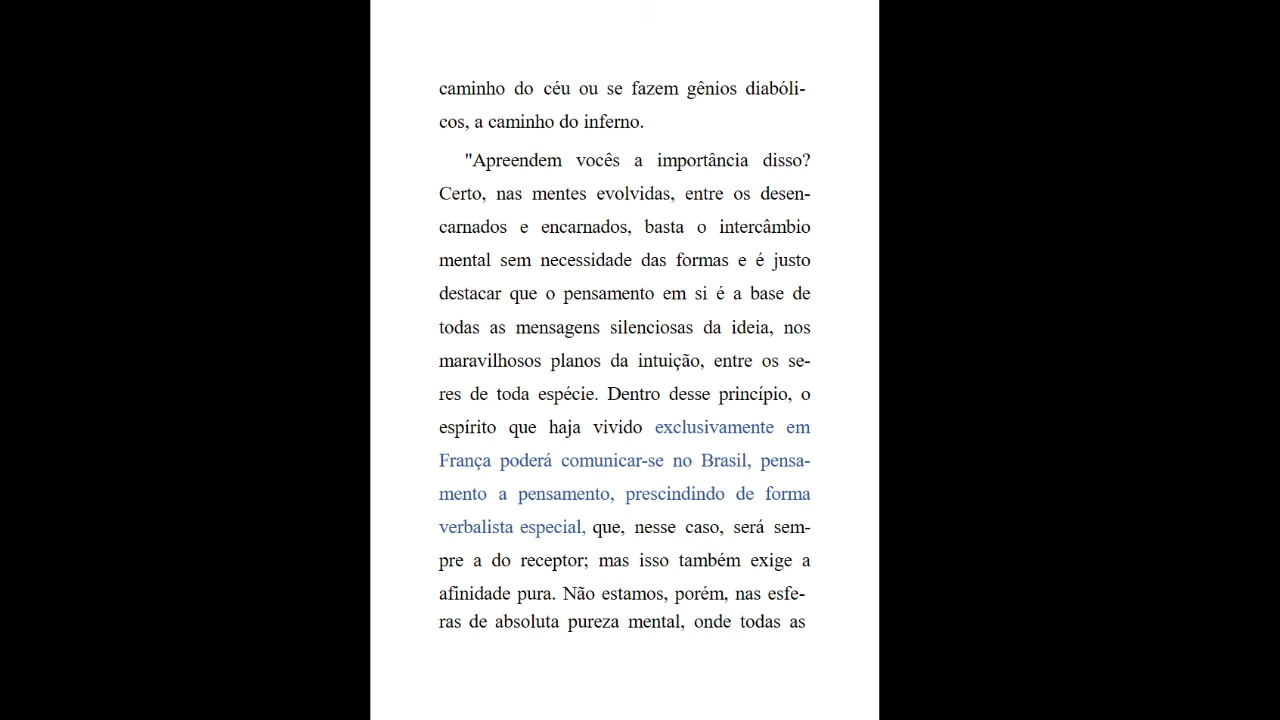 caminho do céu ou se fazem gênios diabóli-
cos, a caminho do inferno.
"Apreendem vocês a importância disso?
Certo, nas mentes evolvidas, entre os desen-
carnados e encarnados, basta o intercâmbio
mental sem necessidade das formas e é justo
destacar que o pensamento em si é a base de
todas as mensagens silenciosas da ideia, nos
maravilhosos planos da intuição, entre os se-
res de toda espécie. Dentro desse princípio, o
espírito que haja vivido exclusivamente em
França poderá comunicar-se no Brasil, pensa-
mento a pensamento, prescindindo de forma
verbalista especial, que, nesse caso, será sem-
pre a do receptor; mas isso também exige a
afinidade pura. Não estamos, porém, nas esfe-
ras de absoluta pureza mental, onde todas as